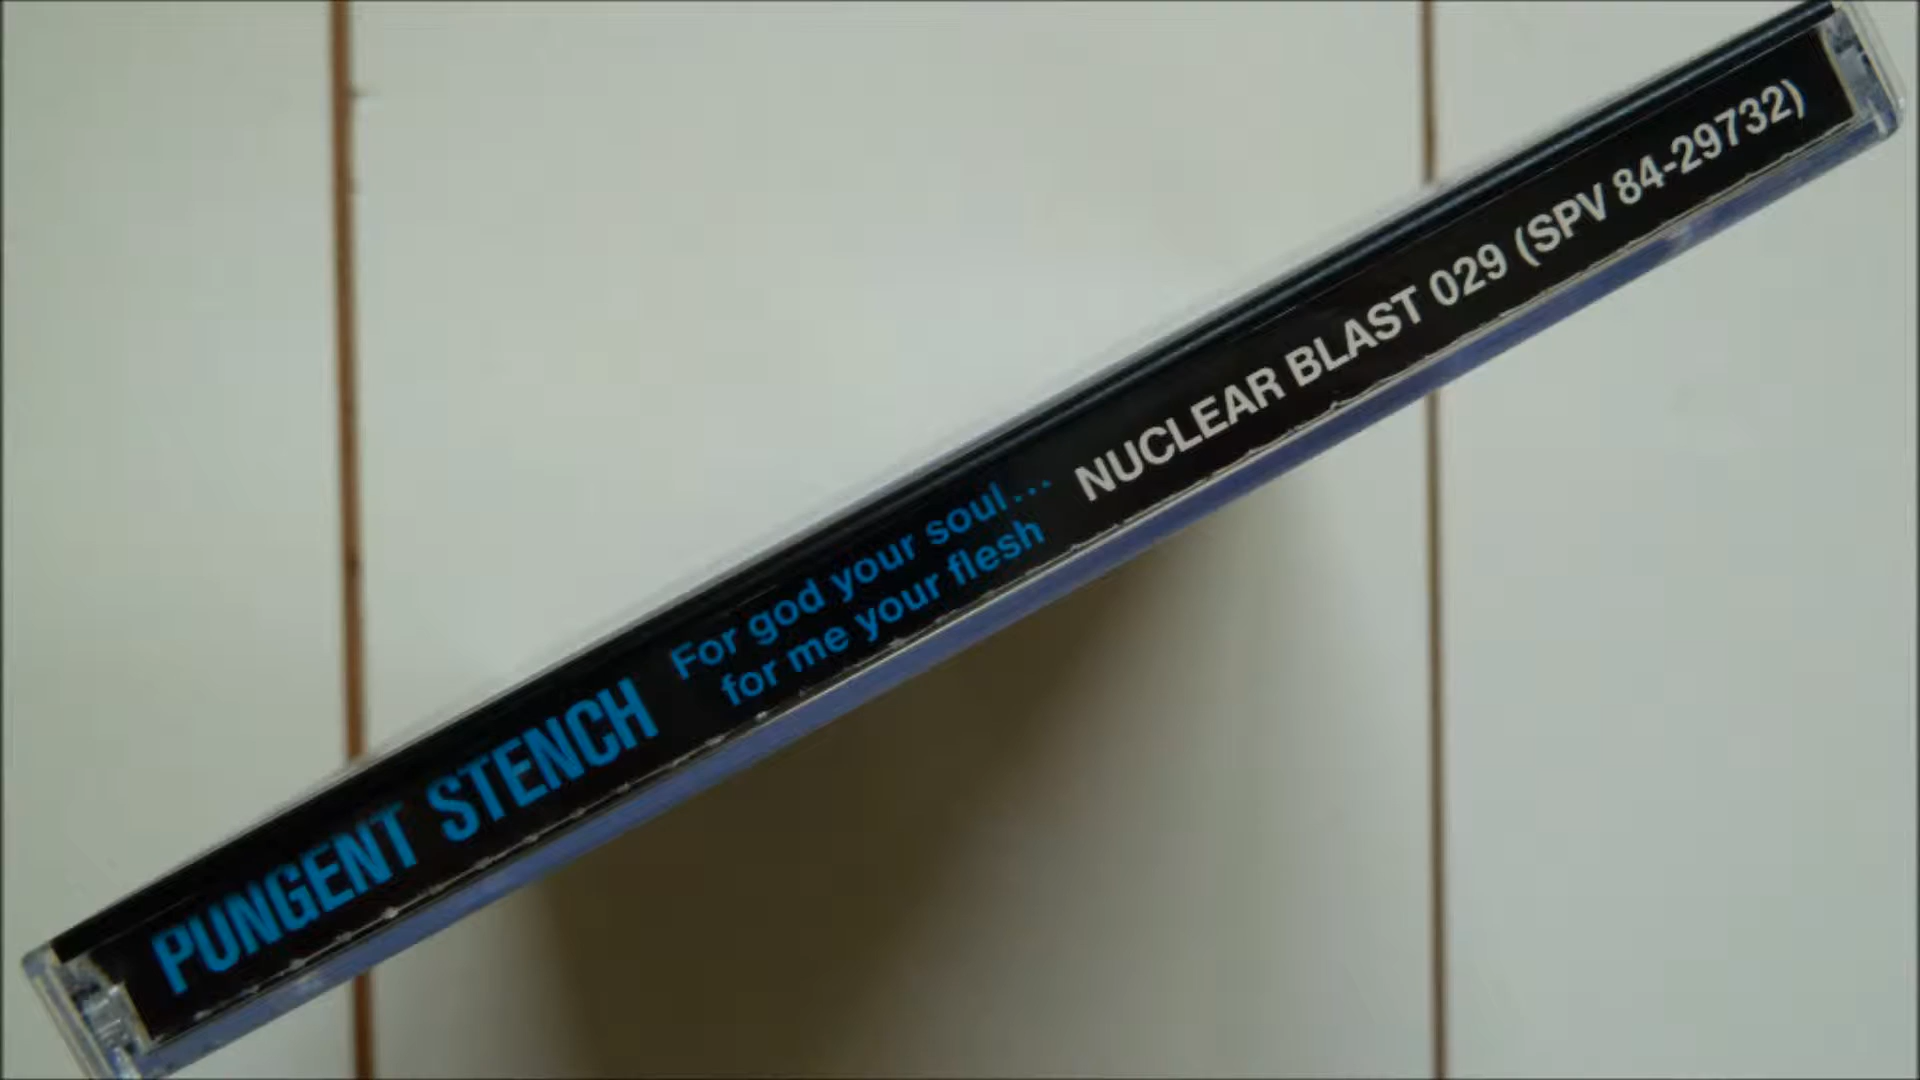 PUNGENT STENCH
For god your soul...
for me your flesh
NUCLEAR BLAST 029 (SPV 84-29732)